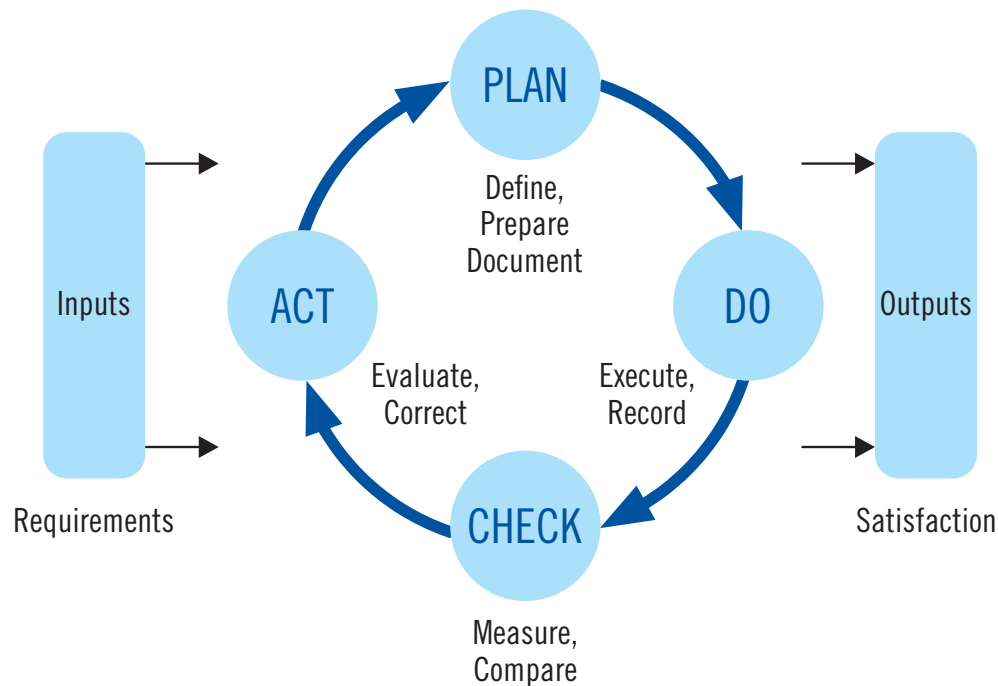 PLAN
Define,
Prepare
Document
Inputs
ACT
DO
Outputs
Evaluate,
Correct
Execute,
Record
Requirements
CHECK
Satisfaction
Measure,
Compare